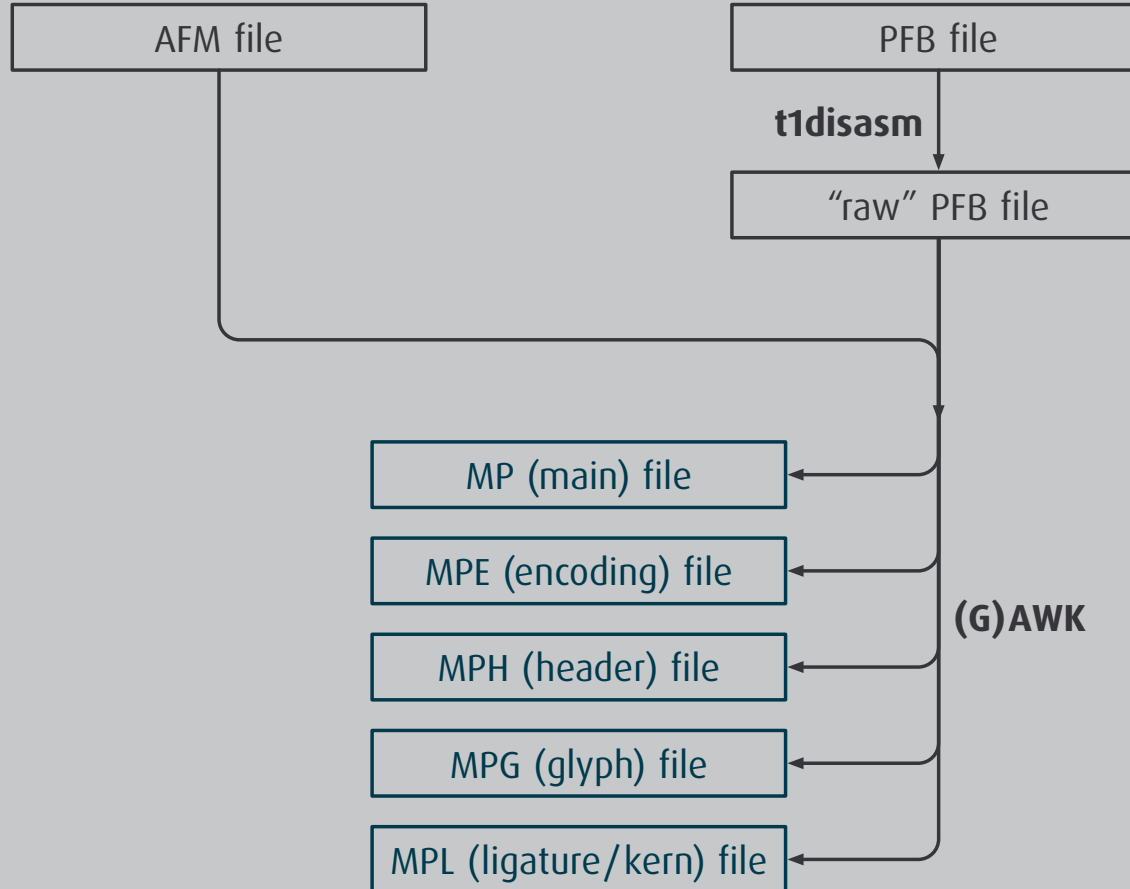 AFM file
PFB file
t1disasm
“raw” PFB file
MP (main) file
MPE (encoding) file
(G)AWK
MPH (header) file
MPG (glyph) file
MPL (ligature/kern) file